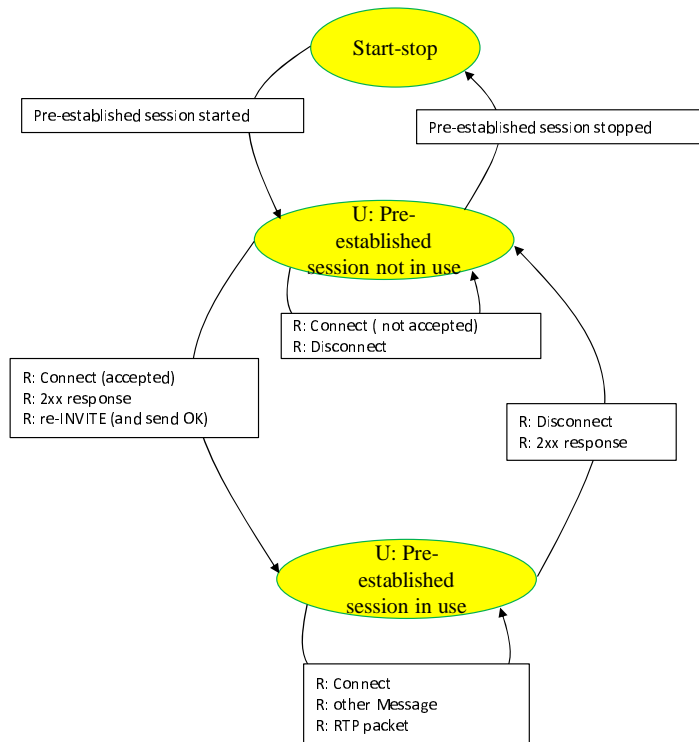 Start-stop
Pre-established session started
Pre-established session stopped
U: Pre-
established
session not in use
R: Connect ( not accepted)
R: Disconnect
R: Connect (accepted)
R: 2xx response
R: re-INVITE (and send OK)
R: Disconnect
R: 2xx response
U: Pre-
established
session in use
R: Connect
R: other Message
R: RTP packet